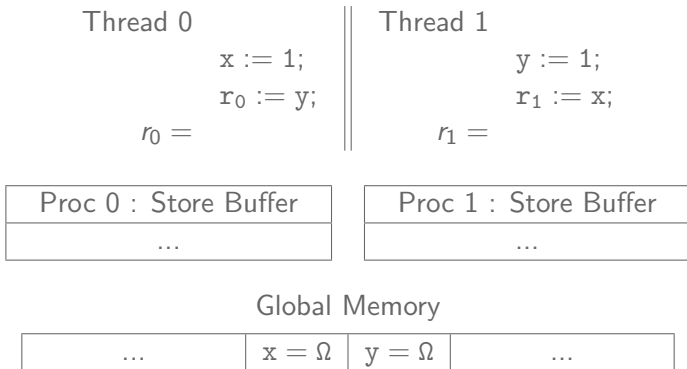 Thread 0
x := 1;
r₀ := y;
r₀ =
Thread 1
y := 1;
r₁ := x;
r₁ =
Proc 0 : Store Buffer
...
Proc 1 : Store Buffer
...
Global Memory
... x = Ω y = Ω ...